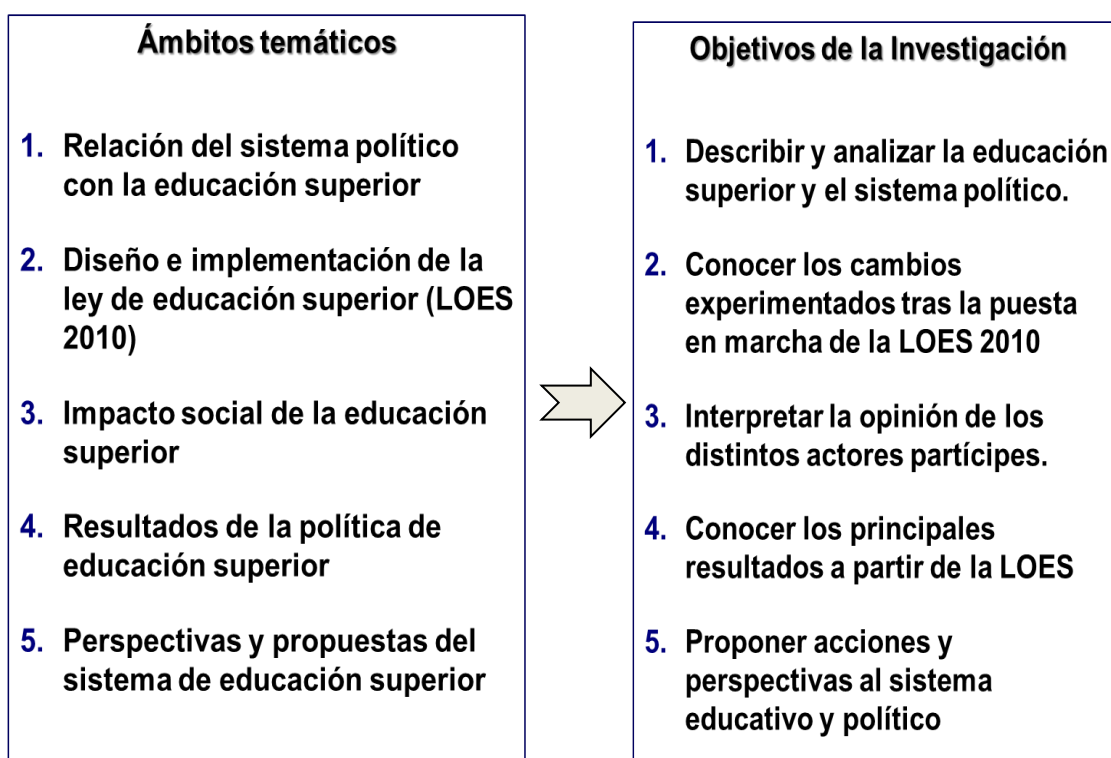 Ámbitos temáticos
1. Relación del sistema político
con la educación superior
2. Diseño e implementación de la
ley de educación superior (LOES
2010)
3. Impacto social de la educación
superior
4. Resultados de la política de
educación superior
5. Perspectivas y propuestas del
sistema de educación superior
Objetivos de la Investigación
1. Describir y analizar la educación
superior y el sistema político.
2. Conocer los cambios
experimentados tras la puesta
en marcha de la LOES 2010
3. Interpretar la opinión de los
distintos actores partícipes.
4. Conocer los principales
resultados a partir de la LOES
5. Proponer acciones y
perspectivas al sistema
educativo y político